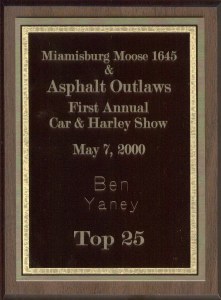 Miamisburg Moose 1645
&
Asphalt Outlaws
First Annual
Car & Harley Show
May 7, 2000
Ben
Yaney
Top 25